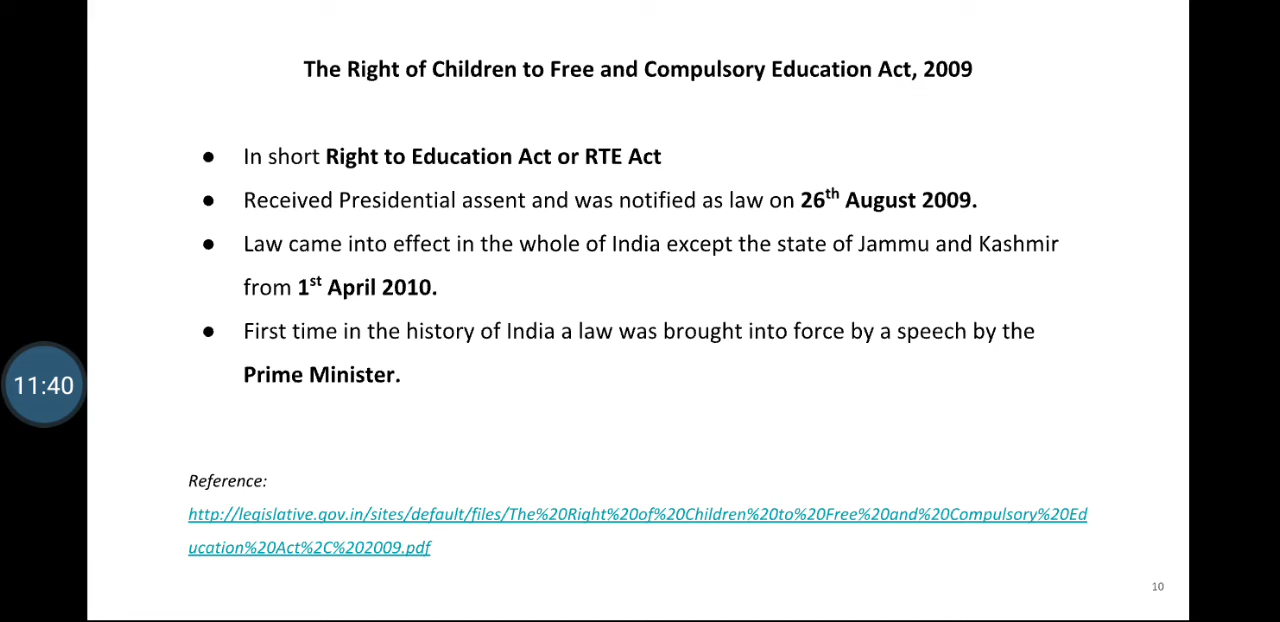 The Right of Children to Free and Compulsory Education Act, 2009
● In short Right to Education Act or RTE Act
● Received Presidential assent and was notified as law on 26th August 2009.
● Law came into effect in the whole of India except the state of Jammu and Kashmir
from 1st April 2010.
● First time in the history of India a law was brought into force by a speech by the
Prime Minister.
11:40
Reference:
http://legislative.gov.in/sites/default/files/The%20Right%20of%20Children%20to%20Free%20and%20Compulsory%20Ed
ucation%20Act%2C%202009.pdf
10